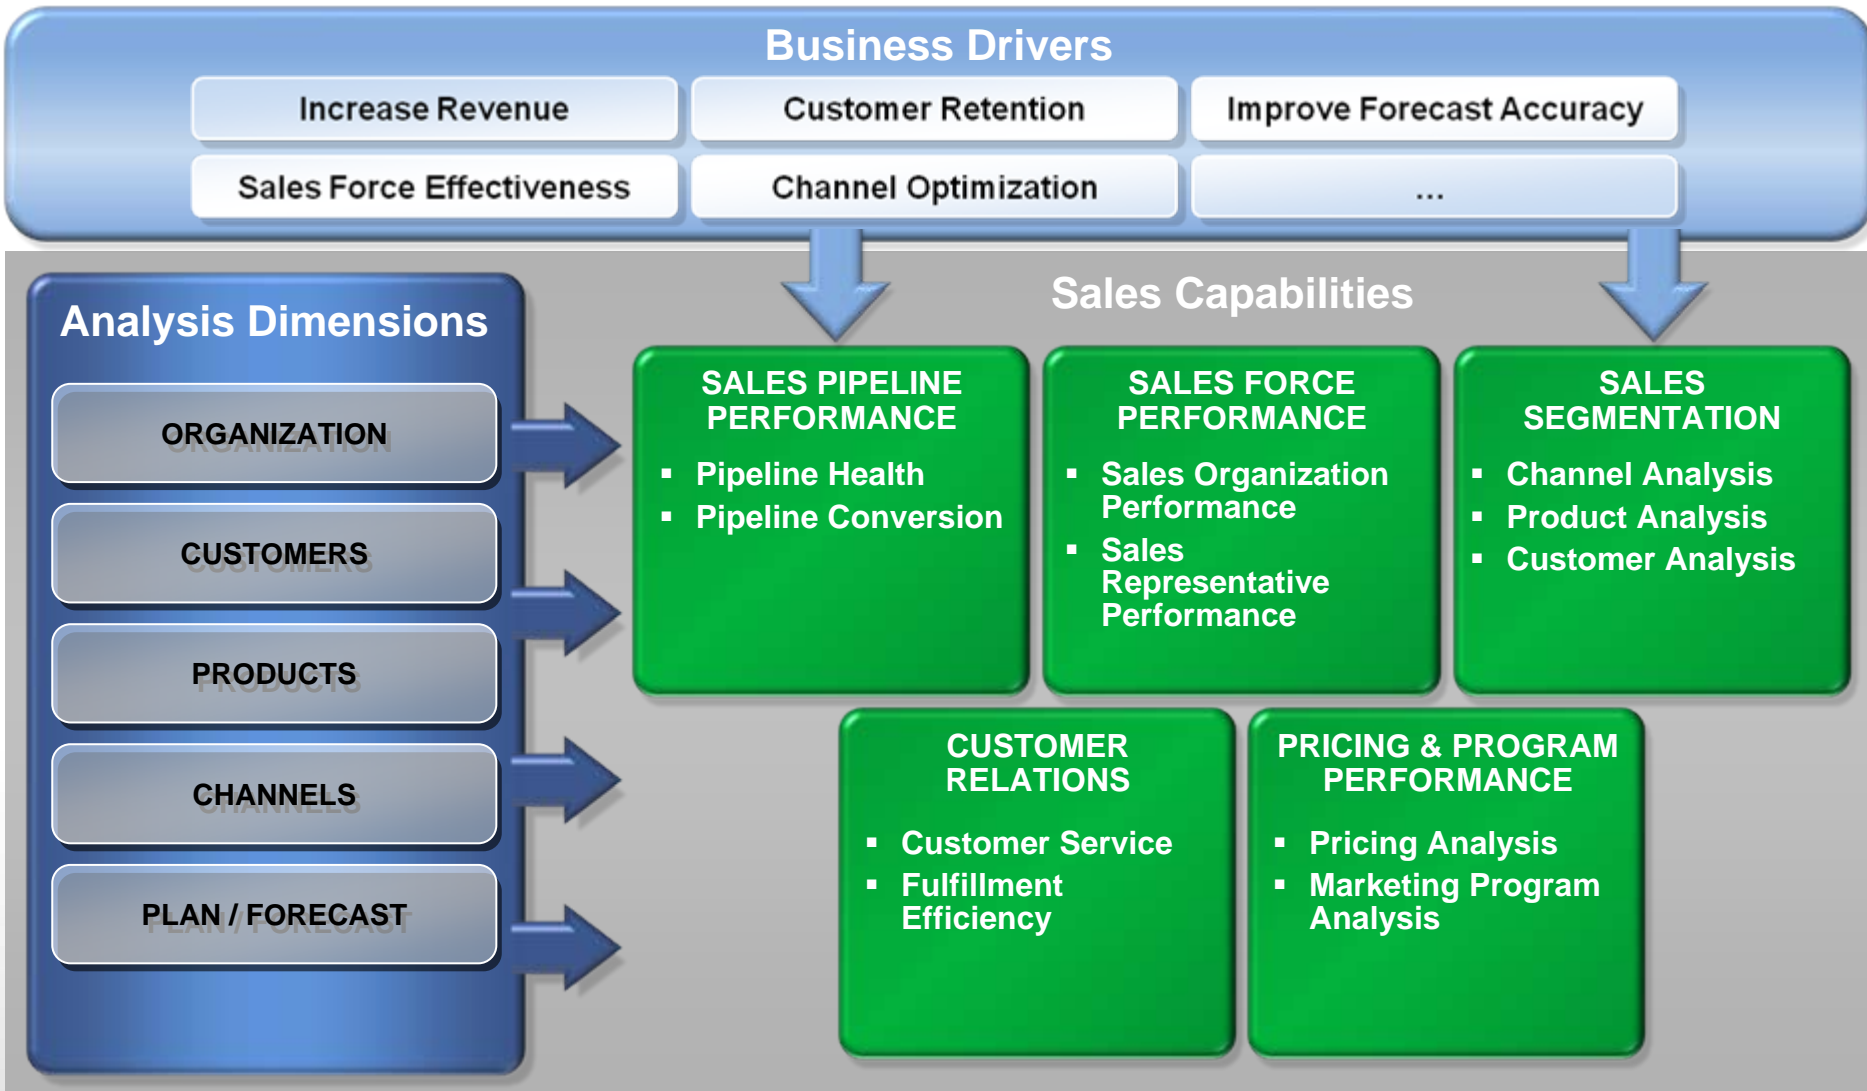 Business Drivers
Increase Revenue
Customer Retention
Improve Forecast Accuracy
Sales Force Effectiveness
Channel Optimization
...
Analysis Dimensions
ORGANIZATION
CUSTOMERS
PRODUCTS
CHANNELS
PLAN / FORECAST
Sales Capabilities
SALES PIPELINE
PERFORMANCE
▪ Pipeline Health
▪ Pipeline Conversion
SALES FORCE
PERFORMANCE
▪ Sales Organization
Performance
▪ Sales
Representative
Performance
SALES
SEGMENTATION
▪ Channel Analysis
▪ Product Analysis
▪ Customer Analysis
CUSTOMER
RELATIONS
▪ Customer Service
▪ Fulfillment
Efficiency
PRICING & PROGRAM
PERFORMANCE
▪ Pricing Analysis
▪ Marketing Program
Analysis